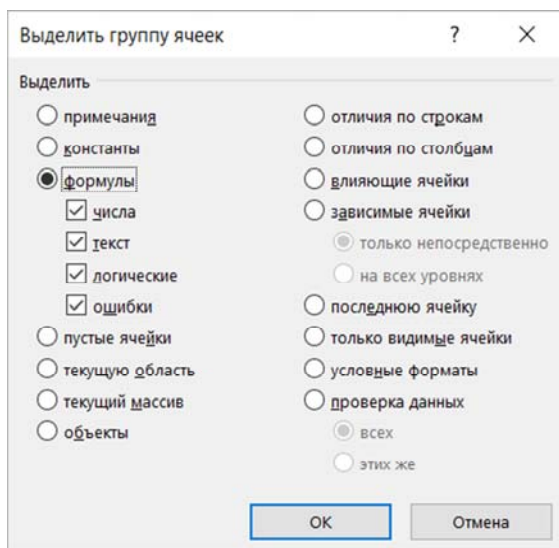 Выделить группу ячеек ?
Выделить
примечания
константы
формулы
числа
текст
логические
ошибки
пустые ячейки
текущую область
текущий массив
объекты
отличия по строкам
отличия по столбцам
влияющие ячейки
зависимые ячейки
только непосредственно
на всех уровнях
последнюю ячейку
только видимые ячейки
условные форматы
проверка данных
всех
этих же
ОК Отмена